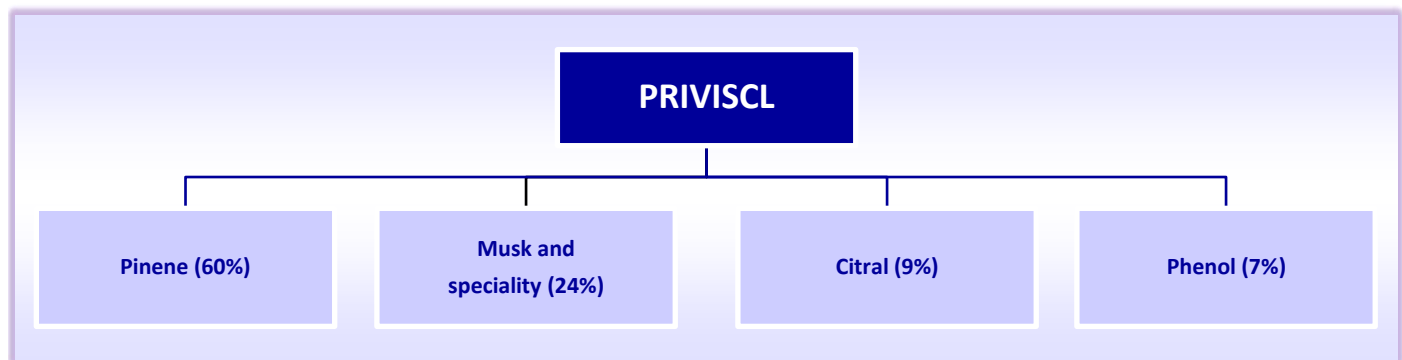 PRIVISCL
Pinene (60%)
Musk and
speciality (24%)
Citral (9%)
Phenol (7%)